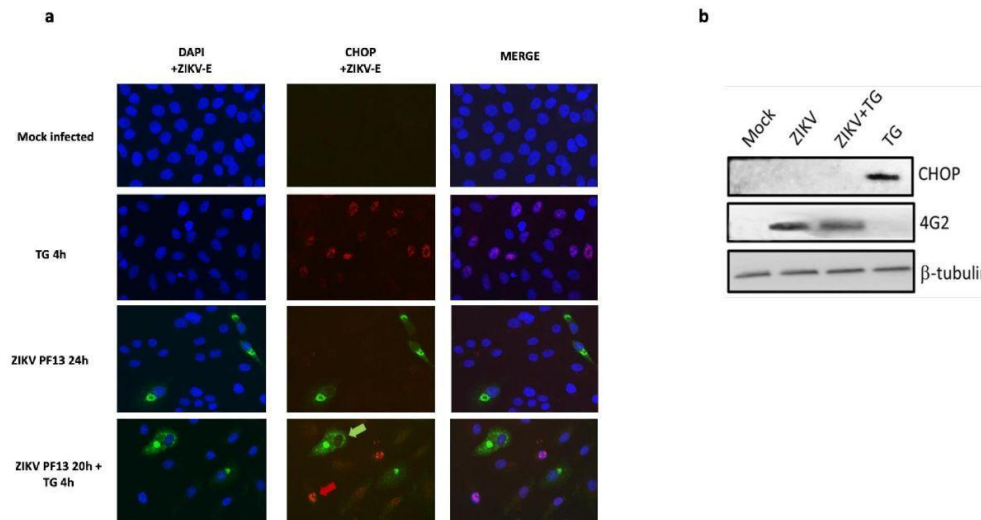 a
DAPI
+ZIKV-E
CHOP
+ZIKV-E
MERGE
Mock infected
TG 4h
ZIKV PF13 24h
ZIKV PF13 20h +
TG 4h
b
Mock
ZIKV
ZIKV+TG
TG
CHOP
4G2
β-tubulin